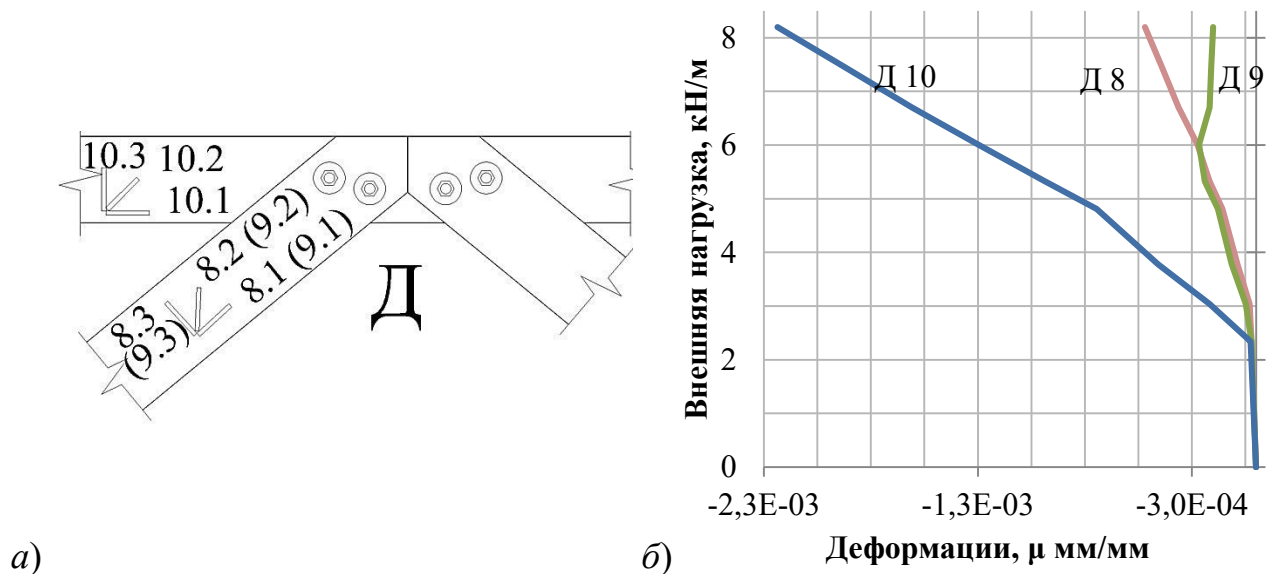 10.3 10.2
10.1
8.2 (9.2)
8.1 (9.1)
8.3
(9.3)
Д
а)
Внешняя нагрузка, кН/м
8
6
4
2
0
Д 10
Д 8
Д 9
-2,3E-03 -1,3E-03 -3,0E-04
Деформации, μ мм/мм
б)